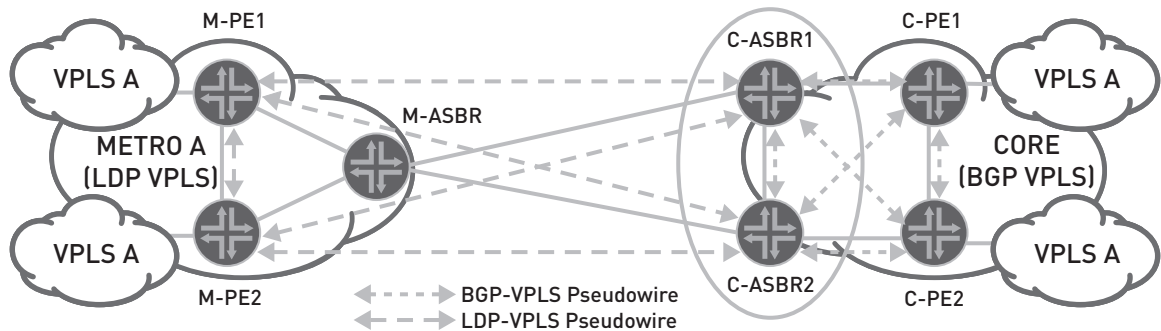 M-PE1
C-ASBR1
C-PE1
VPLS A
VPLS A
M-ASBR
METRO A
(LDP VPLS)
CORE
(BGP VPLS)
VPLS A
VPLS A
M-PE2
C-ASBR2
C-PE2
BGP-VPLS Pseudowire
LDP-VPLS Pseudowire